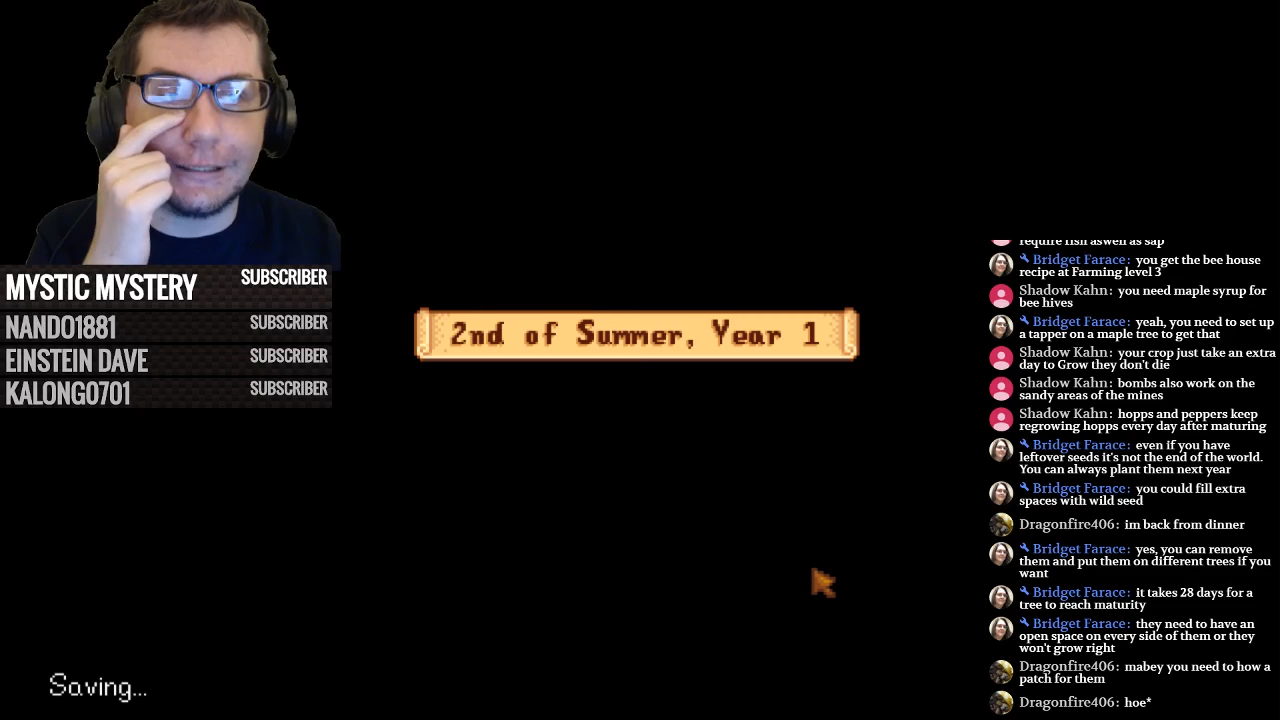 MYSTIC MYSTERY SUBSCRIBER
NANDO1881 SUBSCRIBER
EINSTEIN DAVE SUBSCRIBER
KALONG0701 SUBSCRIBER
2nd of Summer, Year 1
Saving...
require fish aswell as sap
Bridget Farace: you get the bee house
recipe at Farming level 3
Shadow Kahn: you need maple syrup for
bee hives
Bridget Farace: yeah, you need to set up
a tapper on a maple tree to get that
Shadow Kahn: your crop just take an extra
day to Grow they don't die
Shadow Kahn: bombs also work on the
sandy areas of the mines
Shadow Kahn: hopps and peppers keep
regrowing hopps every day after maturing
Bridget Farace: even if you have
leftover seeds it's not the end of the world.
You can always plant them next year
Bridget Farace: you could fill extra
spaces with wild seed
Dragonfire406: im back from dinner
Bridget Farace: yes, you can remove
them and put them on different trees if you
want
Bridget Farace: it takes 28 days for a
tree to reach maturity
Bridget Farace: they need to have an
open space on every side of them or they
won't grow right
Dragonfire406: mabey you need to how a
patch for them
Dragonfire406: hoe*